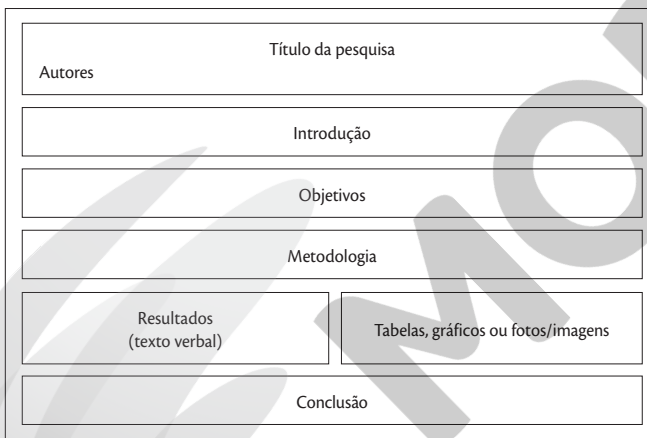 Título da pesquisa
Autores
Introdução
Objetivos
Metodologia
Resultados
(texto verbal)
Tabelas, gráficos ou fotos/imagens
Conclusão